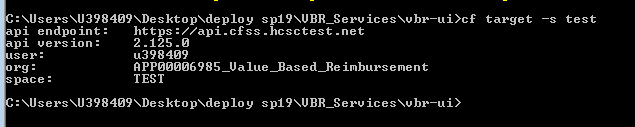 C:\Users\U398409\Desktop\deploy sp19\VBR_Services\vbr-ui>cf target -s test
api endpoint: https://api.cfss.hcsctest.net
api version: 2.125.0
user: u398409
org: APP00006985_Value_Based_Reimbursement
space: TEST
C:\Users\U398409\Desktop\deploy sp19\VBR_Services\vbr-ui>